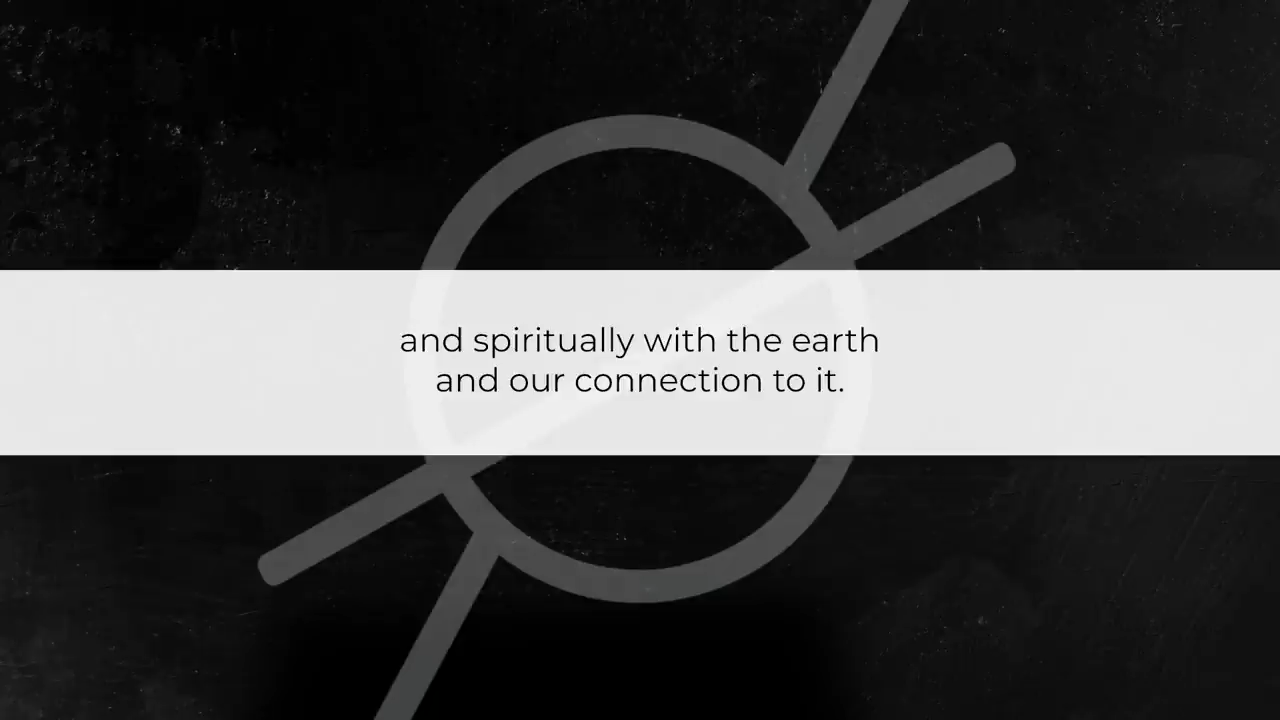 and spiritually with the earth
and our connection to it.